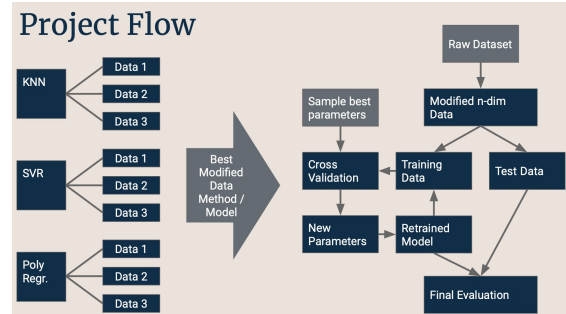 Project Flow
KNN
Data 1
Data 2
Data 3
SVR
Data 1
Data 2
Data 3
Poly
Regr.
Data 1
Data 2
Data 3
Best
Modified
Data
Method /
Model
Raw Dataset
Sample best
parameters
Modified n-dim
Data
Cross
Validation
Training
Data
Test Data
New
Parameters
Retrained
Model
Final Evaluation